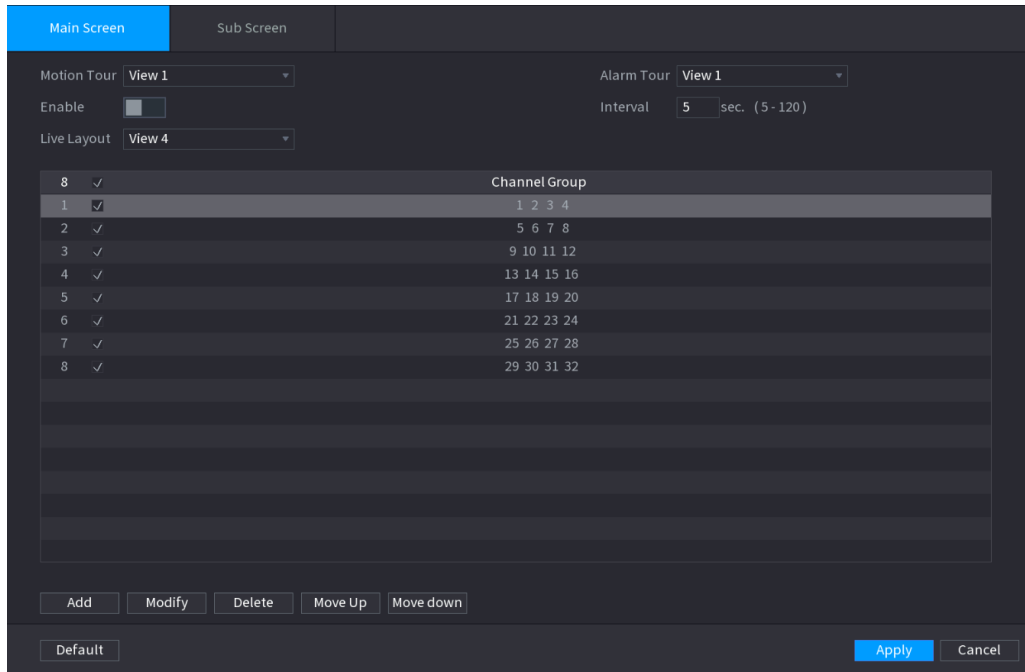 Main Screen Sub Screen
Motion Tour View 1 Alarm Tour View 1
Enable Interval 5 sec. ( 5 - 120 )
Live Layout View 4
8 Channel Group
1 1 2 3 4
2 5 6 7 8
3 9 10 11 12
4 13 14 15 16
5 17 18 19 20
6 21 22 23 24
7 25 26 27 28
8 29 30 31 32
Add Modify Delete Move Up Move down
Default Apply Cancel